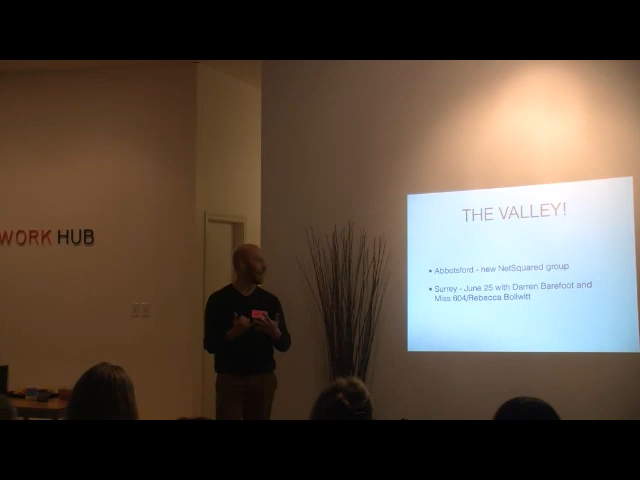 WORK HUB
THE VALLEY!
• Abbotsford - new NetSquared group
• Surrey - June 25 with Darren Barefoot and
Miss 604/Rebecca Bollwitt